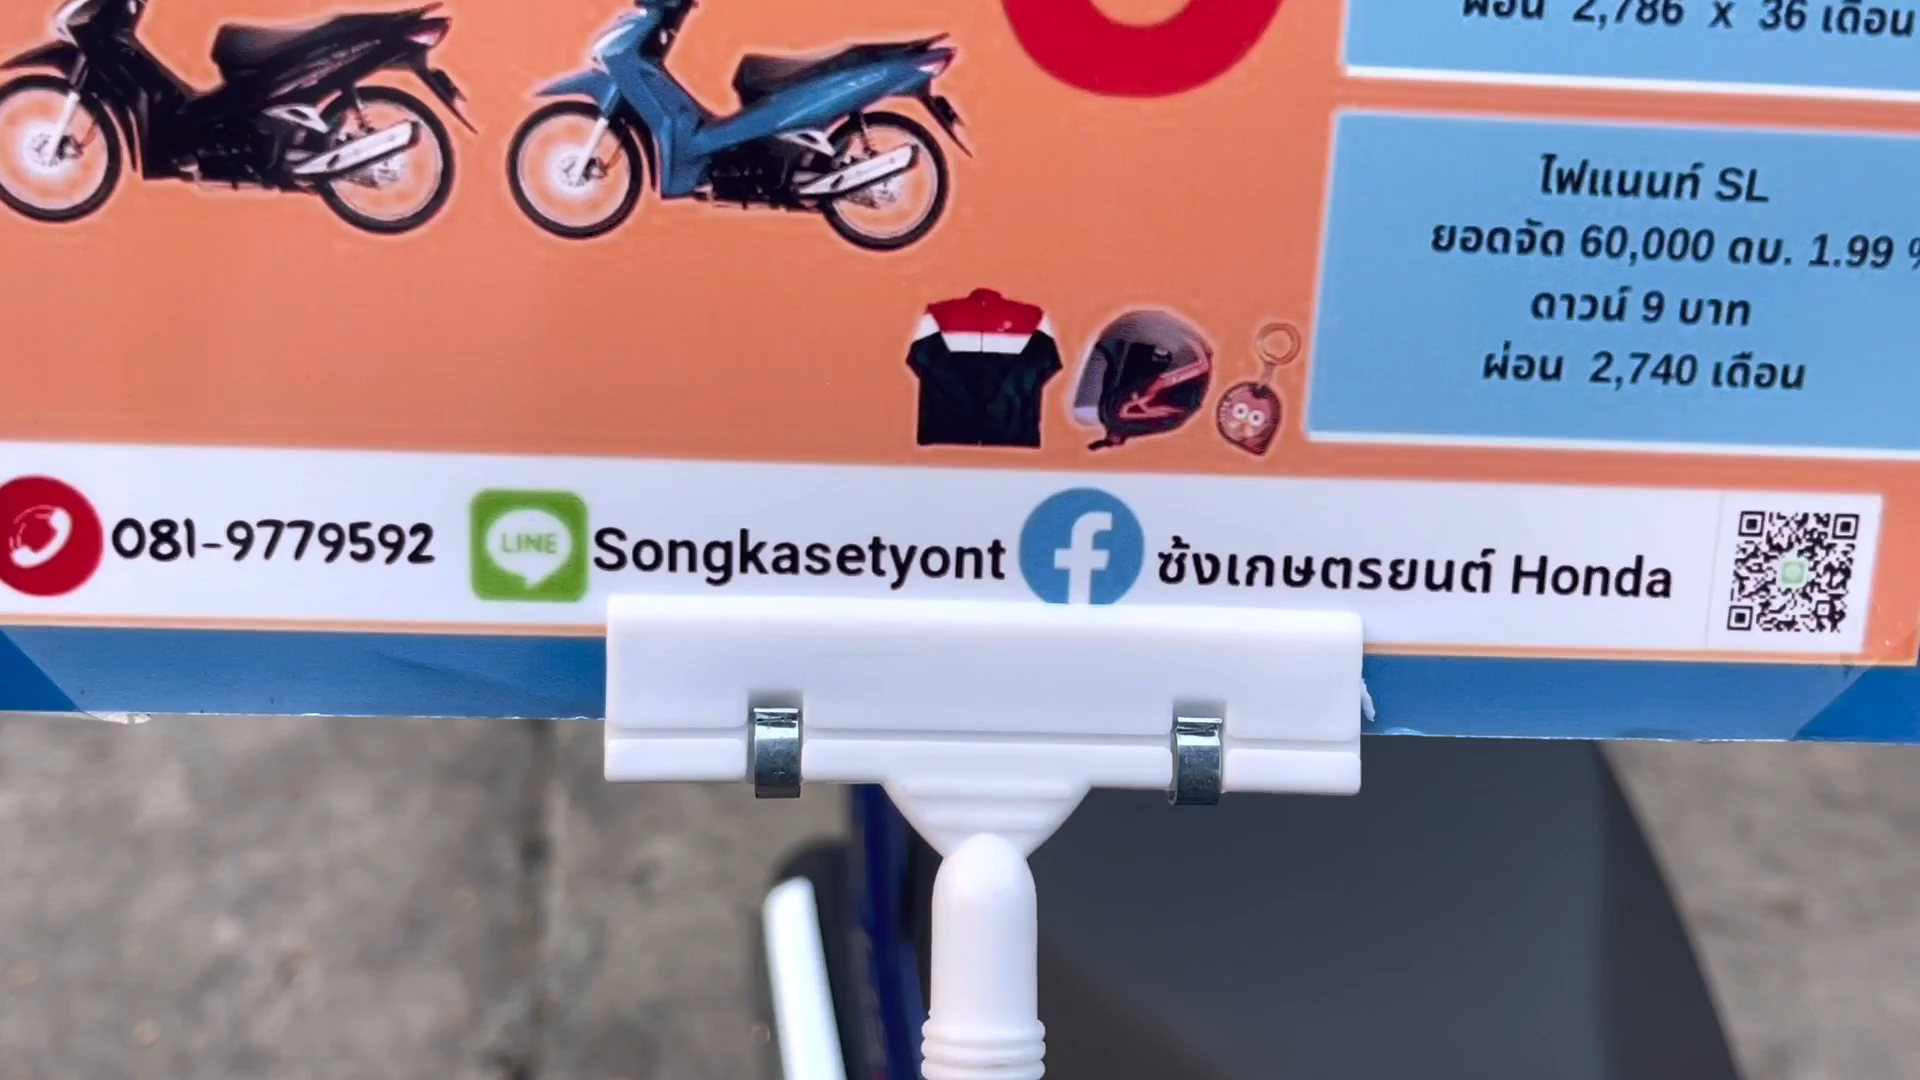 ผ่อน 2,786 x 36 เดือน
ไฟแนนท์ SL
ยอดจัด 60,000 ดบ. 1.99 %
ดาวน์ 9 บาท
ผ่อน 2,740 เดือน
081-9779592
LINE
Songkasetyont
ซ้งเกษตรยนต์ Honda